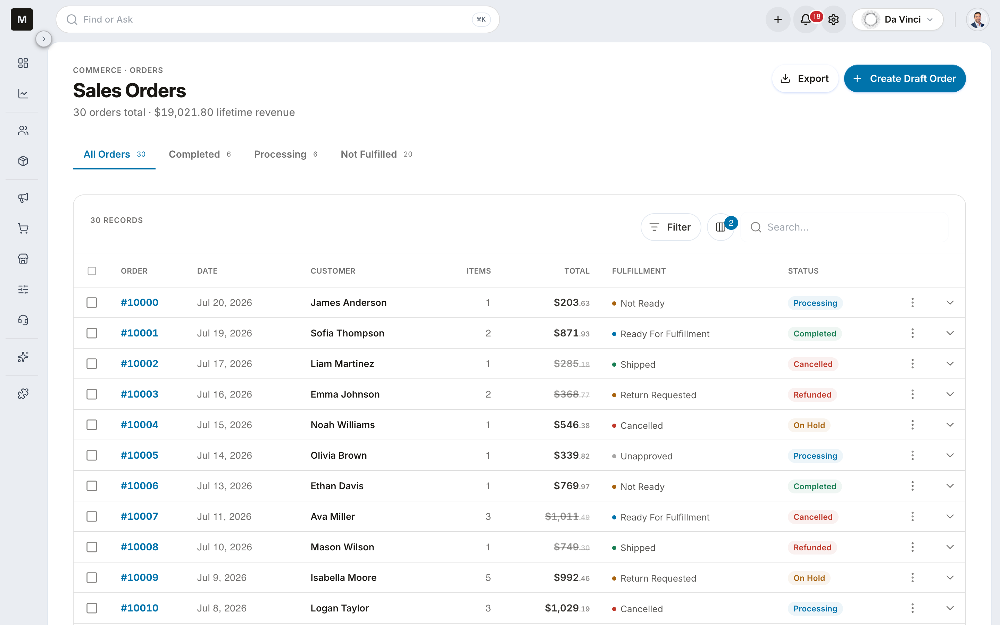 M
Find or Ask
⌘K
18
Da Vinci
COMMERCE · ORDERS
Sales Orders
30 orders total · $19,021.80 lifetime revenue
Export
Create Draft Order
All Orders 30
Completed 6
Processing 6
Not Fulfilled 20
30 RECORDS
Filter
2
Search...
ORDER DATE CUSTOMER ITEMS TOTAL FULFILLMENT STATUS
#10000 Jul 20, 2026 James Anderson 1 $203.63 Not Ready Processing
#10001 Jul 19, 2026 Sofia Thompson 2 $871.93 Ready For Fulfillment Completed
#10002 Jul 17, 2026 Liam Martinez 1 $285.18 Shipped Cancelled
#10003 Jul 16, 2026 Emma Johnson 2 $368.77 Return Requested Refunded
#10004 Jul 15, 2026 Noah Williams 1 $546.38 Cancelled On Hold
#10005 Jul 14, 2026 Olivia Brown 1 $339.82 Unapproved Processing
#10006 Jul 13, 2026 Ethan Davis 1 $769.97 Not Ready Completed
#10007 Jul 11, 2026 Ava Miller 3 $1,011.49 Ready For Fulfillment Cancelled
#10008 Jul 10, 2026 Mason Wilson 1 $749.30 Shipped Refunded
#10009 Jul 9, 2026 Isabella Moore 5 $992.46 Return Requested On Hold
#10010 Jul 8, 2026 Logan Taylor 3 $1,029.19 Cancelled Processing